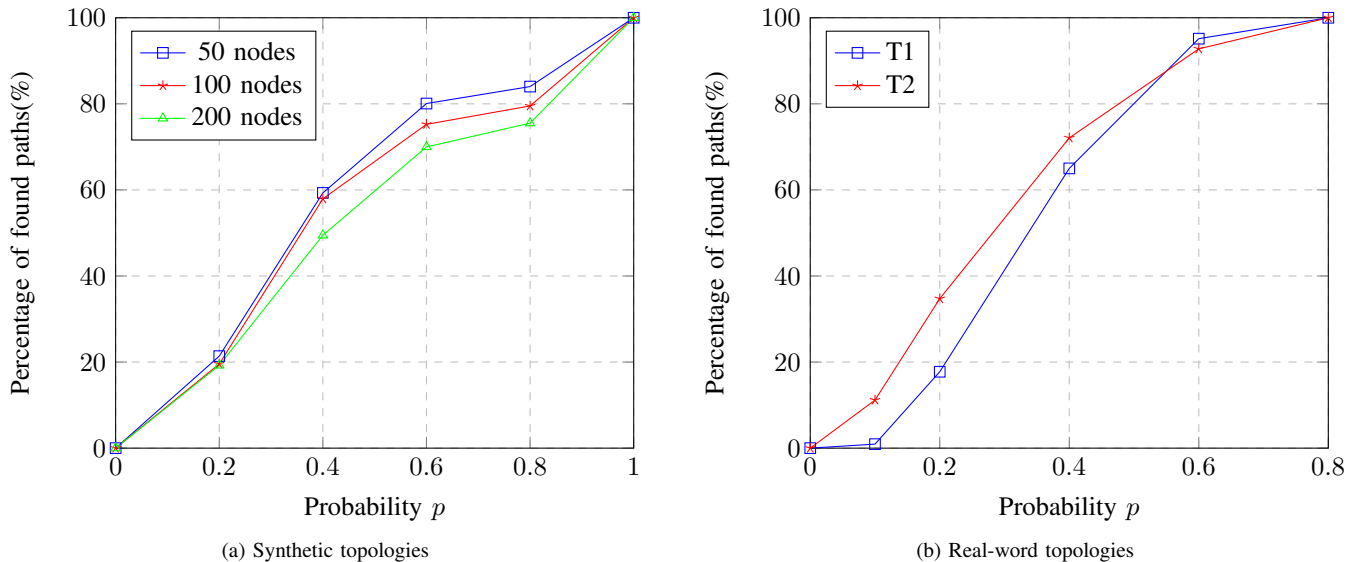 Percentage of found paths(%)
100
80
60
40
20
0
50 nodes
100 nodes
200 nodes
0 0.2 0.4 0.6 0.8 1
Probability p
(a) Synthetic topologies
Percentage of found paths(%)
100
80
60
40
20
0
T1
T2
0 0.2 0.4 0.6 0.8
Probability p
(b) Real-word topologies